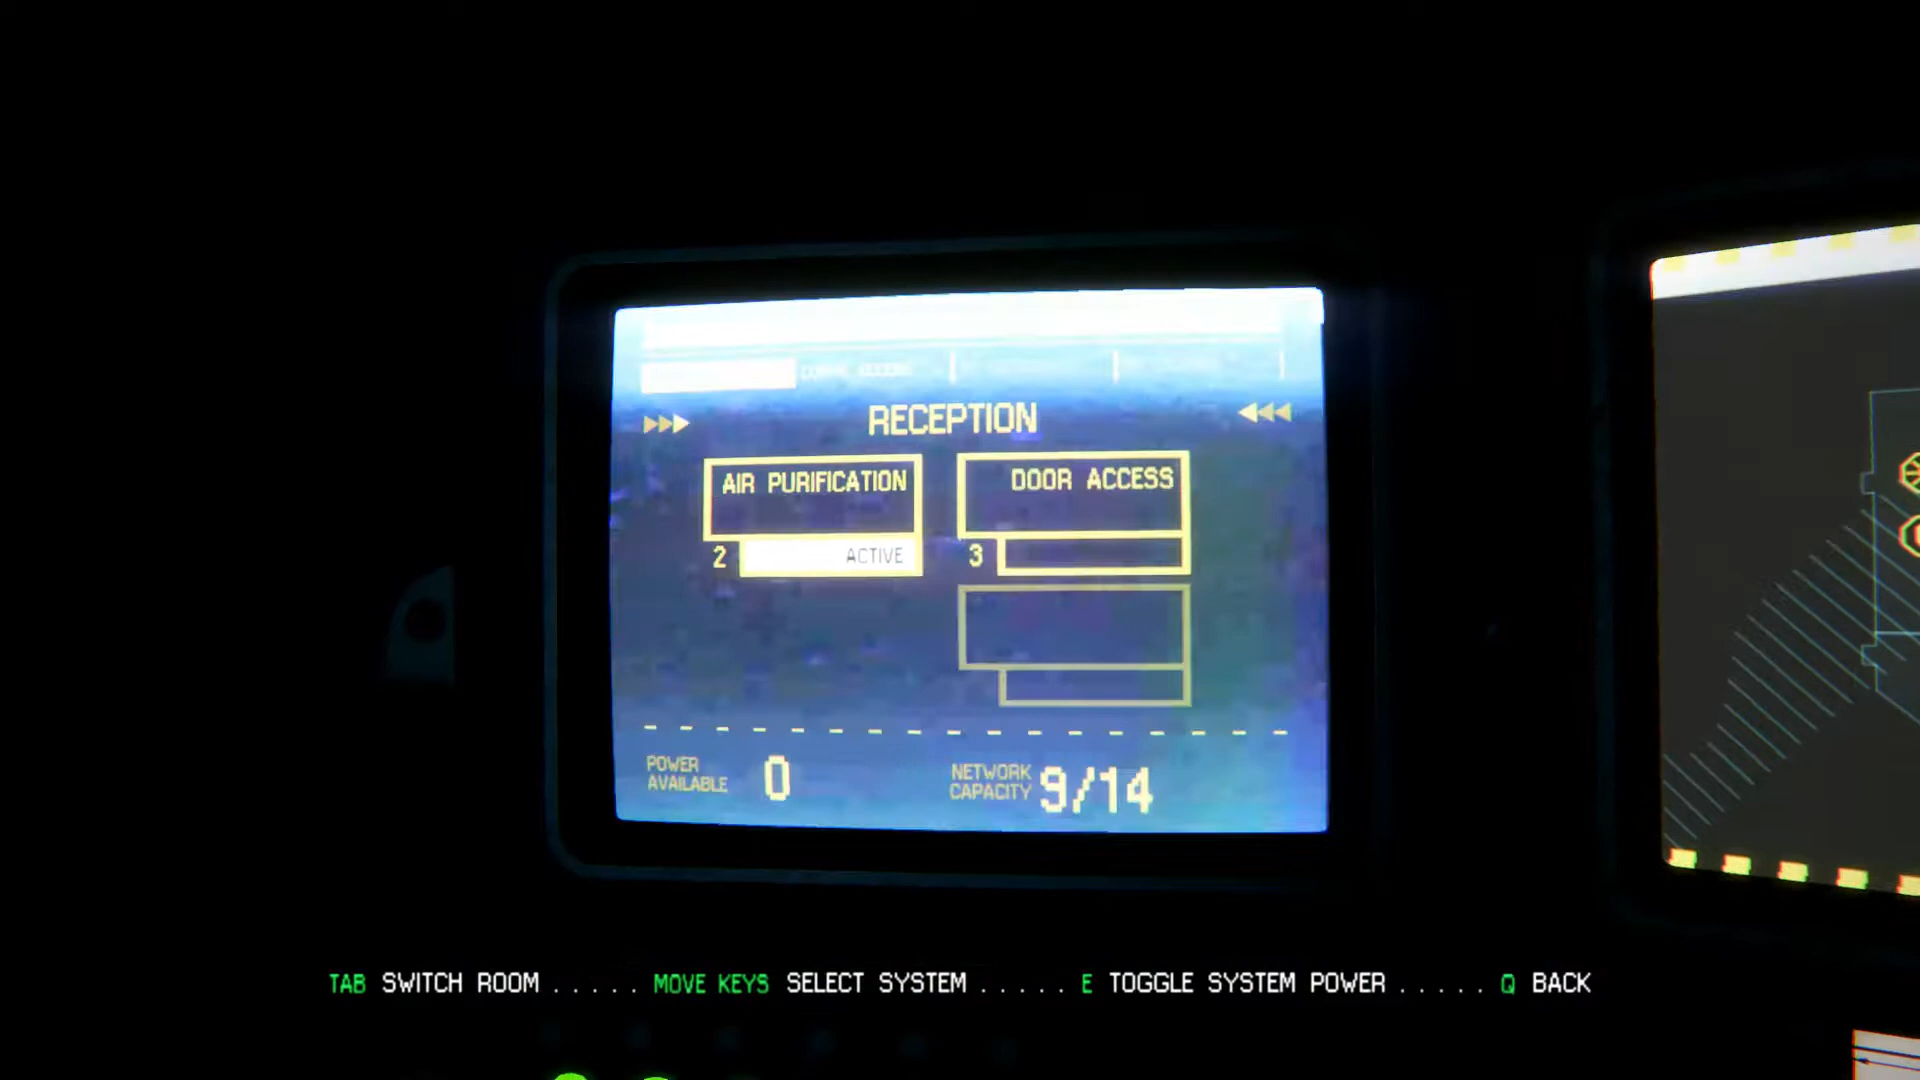 RECEPTION
AIR PURIFICATION
DOOR ACCESS
2 ACTIVE
3
POWER AVAILABLE 0
NETWORK CAPACITY 9/14
TAB SWITCH ROOM ..... MOVE KEYS SELECT SYSTEM ..... E TOGGLE SYSTEM POWER ..... Q BACK